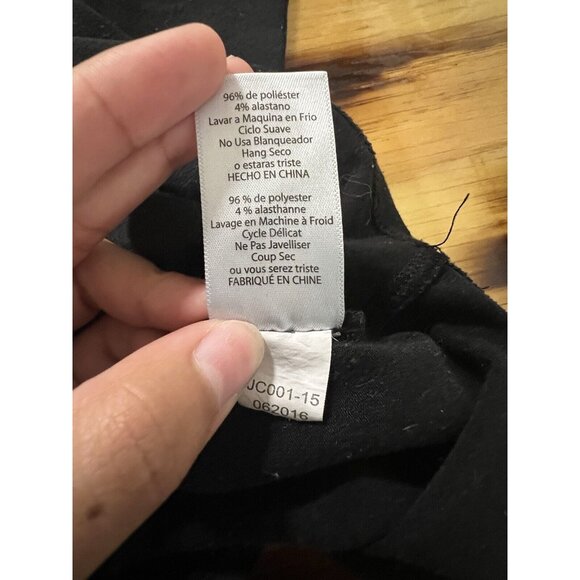 96% de poliéster
4% alastano
Lavar a Maquina en Frio
Ciclo Suave
No Usa Blanqueador
Hang Seco
o estaras triste
HECHO EN CHINA
96 % de polyester
4 % alasthanne
Lavage en Machine à Froid
Cycle Délicat
Ne Pas Javelliser
Coup Sec
ou vous serez triste
FABRIQUÉ EN CHINE
JC001-15
062016